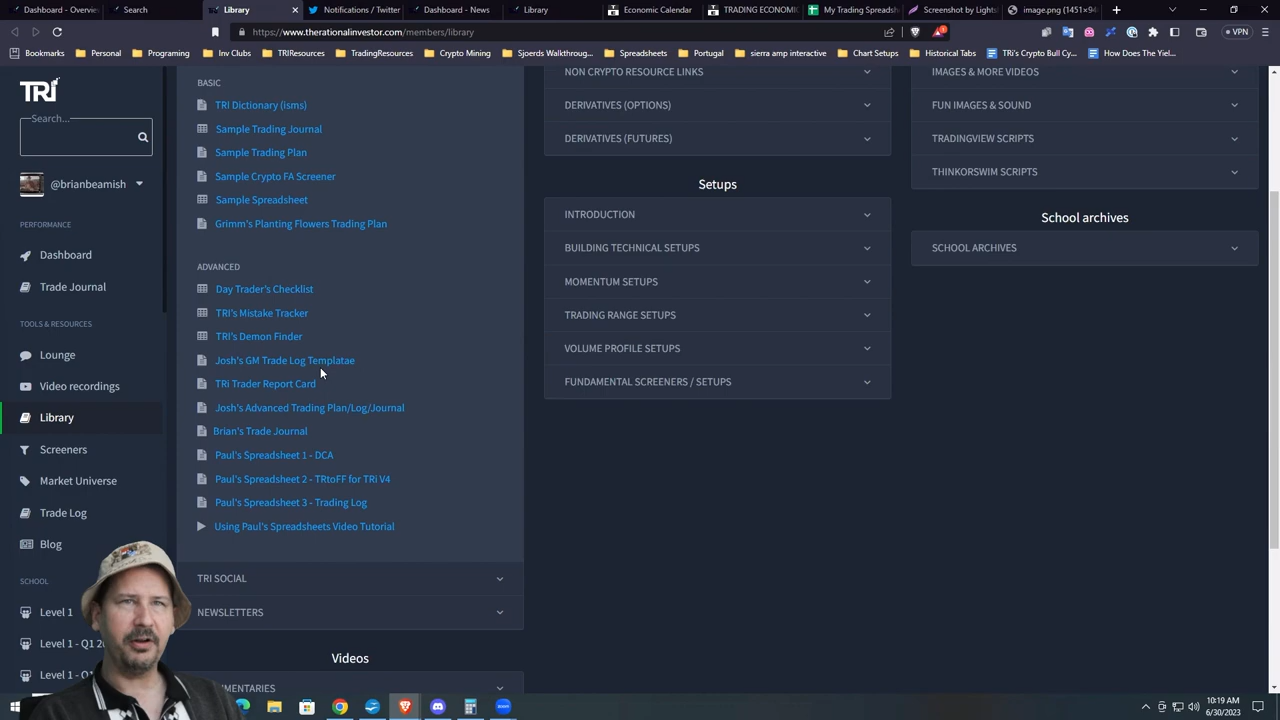 Dashboard - Overvie
Search
Library
Notifications / Twitter
Dashboard - News
Library
Economic Calendar
TRADING ECONOMIC
My Trading Spreadsh
Screenshot by Lights
image.png (1451×94
https://www.therationalinvestor.com/members/library
VPN
Bookmarks
Personal
Programing
Inv Clubs
TRIResources
TradingResources
Crypto Mining
Sjoerds Walkthroug...
Spreadsheets
Portugal
sierra amp interactive
Chart Setups
Historical Tabs
TRi's Crypto Bull Cy...
How Does The Yiel...
TRi
Search...
@brianbeamish
PERFORMANCE
Dashboard
Trade Journal
TOOLS & RESOURCES
Lounge
Video recordings
Library
Screeners
Market Universe
Trade Log
Blog
SCHOOL
Level 1
Level 1 - Q1 20
Level 1 - Q1
BASIC
TRI Dictionary (isms)
Sample Trading Journal
Sample Trading Plan
Sample Crypto FA Screener
Sample Spreadsheet
Grimm's Planting Flowers Trading Plan
ADVANCED
Day Trader's Checklist
TRI's Mistake Tracker
TRI's Demon Finder
Josh's GM Trade Log Templatae
TRi Trader Report Card
Josh's Advanced Trading Plan/Log/Journal
Brian's Trade Journal
Paul's Spreadsheet 1 - DCA
Paul's Spreadsheet 2 - TRtoFF for TRi V4
Paul's Spreadsheet 3 - Trading Log
Using Paul's Spreadsheets Video Tutorial
TRI SOCIAL
NEWSLETTERS
Videos
MENTARIES
NON CRYPTO RESOURCE LINKS
DERIVATIVES (OPTIONS)
DERIVATIVES (FUTURES)
Setups
INTRODUCTION
BUILDING TECHNICAL SETUPS
MOMENTUM SETUPS
TRADING RANGE SETUPS
VOLUME PROFILE SETUPS
FUNDAMENTAL SCREENERS / SETUPS
IMAGES & MORE VIDEOS
FUN IMAGES & SOUND
TRADINGVIEW SCRIPTS
THINKORSWIM SCRIPTS
School archives
SCHOOL ARCHIVES
10:19 AM
6/30/2023